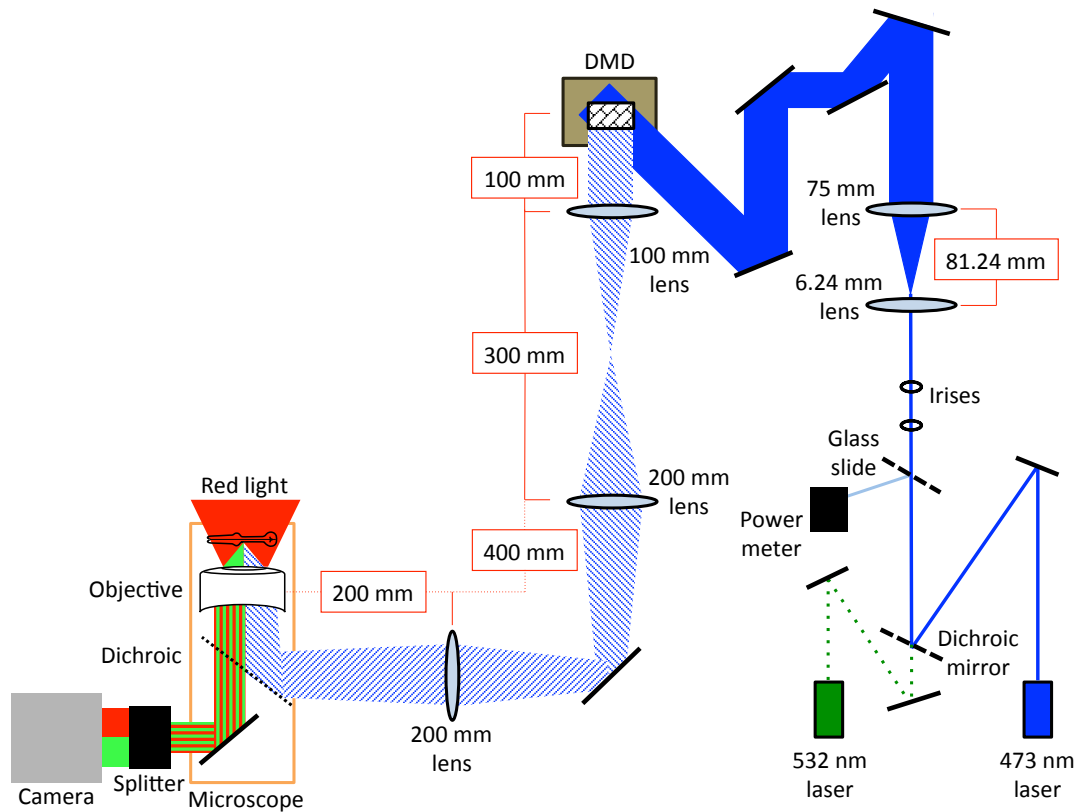 DMD
100 mm
75 mm
lens
100 mm
lens
81.24 mm
6.24 mm
lens
300 mm
Irises
Glass
slide
Red light
200 mm
lens
Power
meter
400 mm
Objective
200 mm
Dichroic
Dichroic
mirror
200 mm
lens
532 nm
laser
473 nm
laser
Splitter
Camera
Microscope